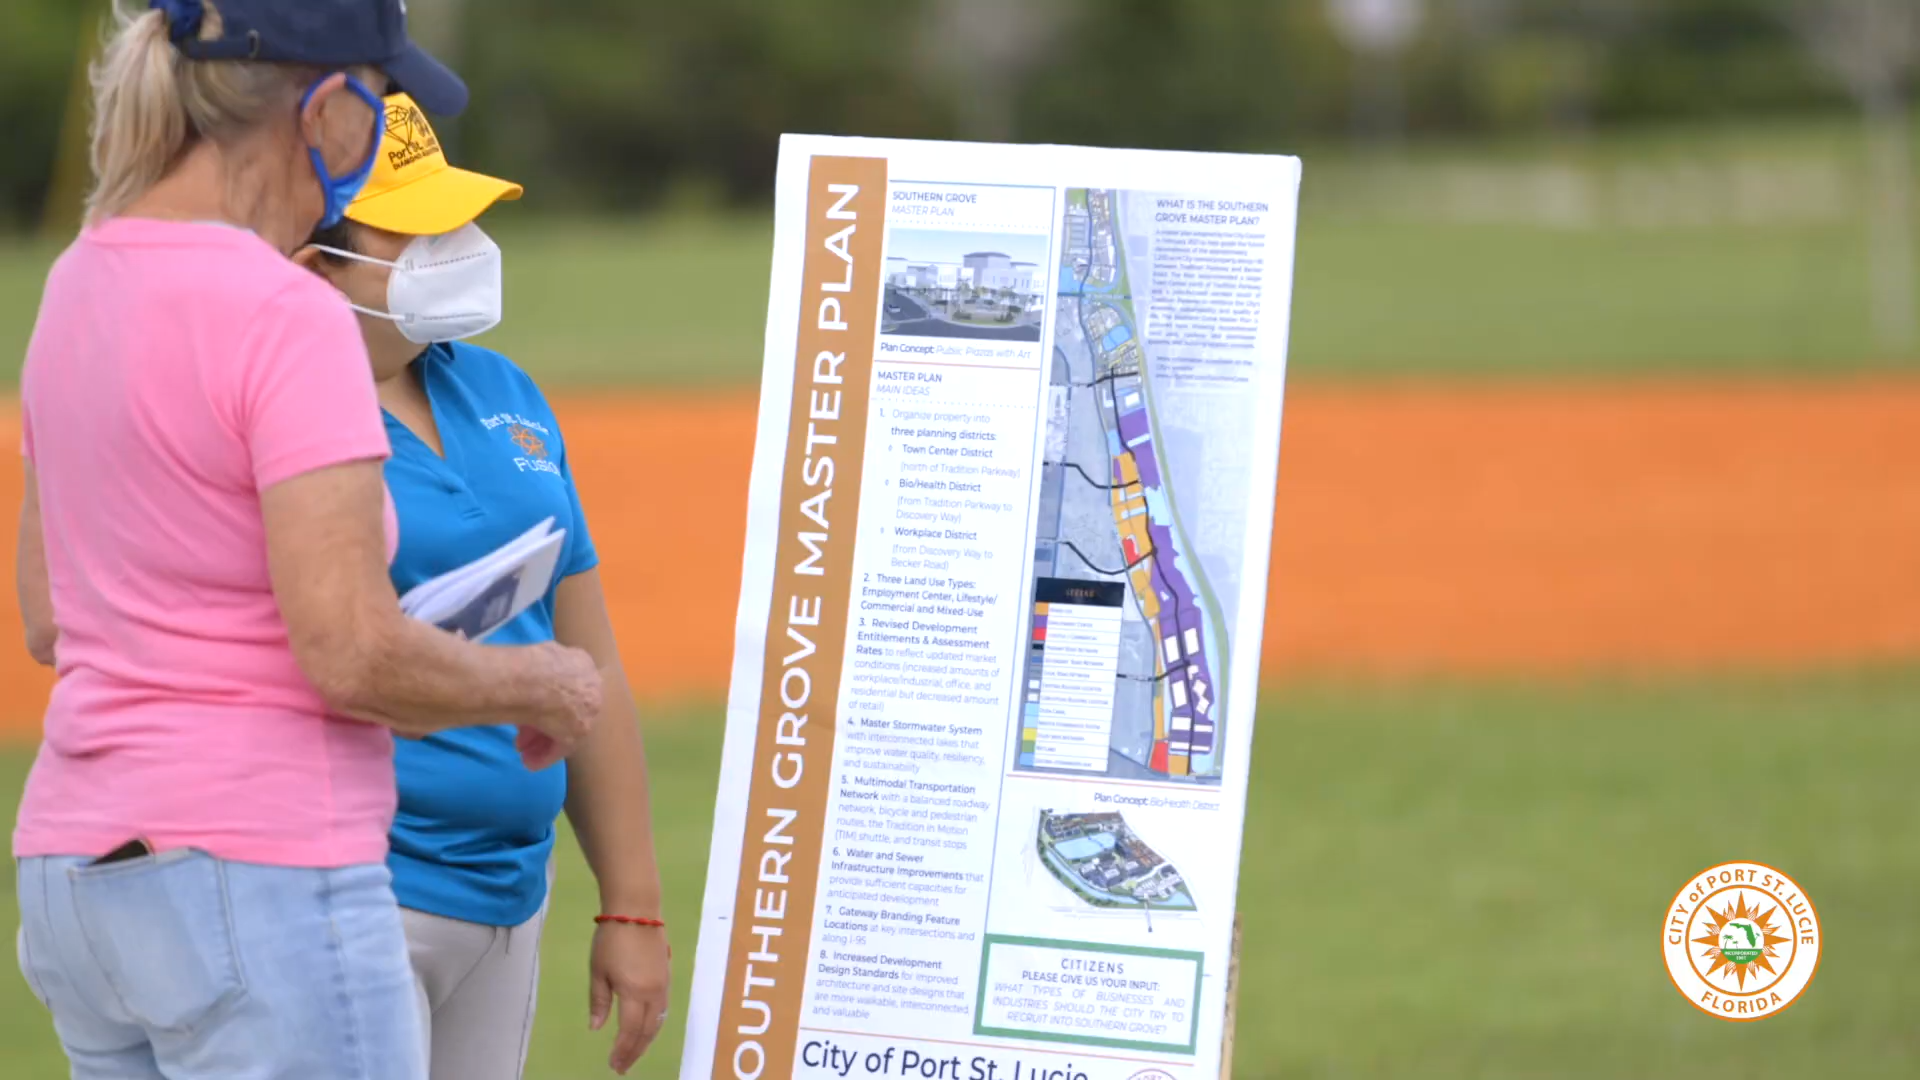 Port St. Lucie
Port St. Lucie
Fusion
SOUTHERN GROVE MASTER PLAN
SOUTHERN GROVE
MASTER PLAN
Plan Concept: Public Plazas with Art
MASTER PLAN
MAIN IDEAS
1. Organize property into
three planning districts:
Town Center District
(north of Tradition Parkway)
Bio/Health District
(from Tradition Parkway to
Discovery Way)
Workplace District
(from Discovery Way to
Becker Road)
2. Three Land Use Types:
Employment Center, Lifestyle/
Commercial and Mixed-Use
3. Revised Development
Entitlements & Assessment
Rates to reflect updated market
conditions (increased amounts of
workplace/industrial, office, and
residential but decreased amount
of retail)
4. Master Stormwater System
with interconnected lakes that
improve water quality, resiliency,
and sustainability
5. Multimodal Transportation
Network with a balanced roadway
network, bicycle and pedestrian
routes, the Tradition in Motion
(TIM) shuttle, and transit stops
6. Water and Sewer
Infrastructure Improvements that
provide sufficient capacities for
anticipated development
7. Gateway Branding Feature
Locations at key intersections and
along I-95
8. Increased Development
Design Standards for improved
architecture and site designs that
are more walkable, interconnected,
and valuable
WHAT IS THE SOUTHERN
GROVE MASTER PLAN?
LEGEND
Plan Concept: Bio/Health District
CITIZENS
PLEASE GIVE US YOUR INPUT:
WHAT TYPES OF BUSINESSES AND
INDUSTRIES SHOULD THE CITY TRY TO
RECRUIT INTO SOUTHERN GROVE?
City of Port St. Lucie
CITY of PORT ST. LUCIE
INCORPORATED
1961
FLORIDA